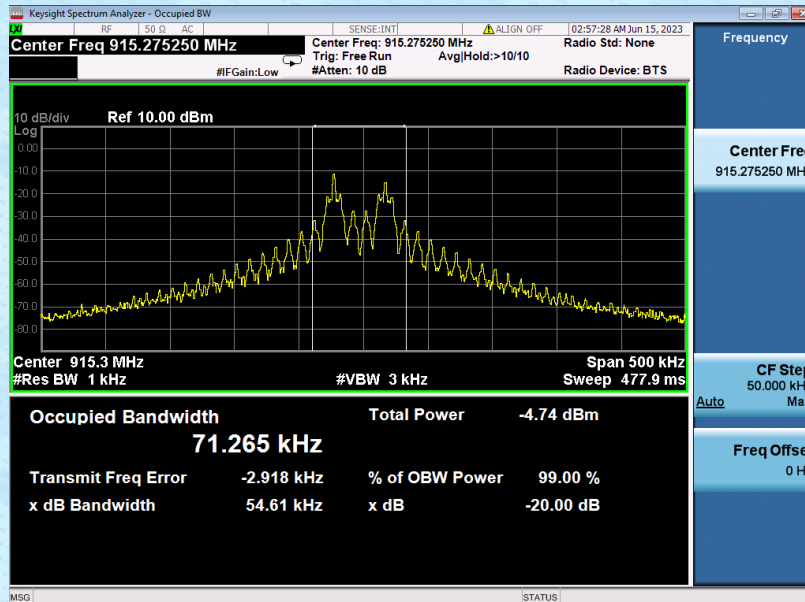 Keysight Spectrum Analyzer - Occupied BW
LXI
RF 50 Ω AC SENSE:INT ALIGN OFF 02:57:28 AM Jun 15, 2023
Center Freq 915.275250 MHz
Center Freq: 915.275250 MHz Radio Std: None
Trig: Free Run Avg|Hold:>10/10
#IFGain:Low #Atten: 10 dB Radio Device: BTS
10 dB/div Ref 10.00 dBm
Log
0.00
-10.0
-20.0
-30.0
-40.0
-50.0
-60.0
-70.0
-80.0
Center 915.3 MHz Span 500 kHz
#Res BW 1 kHz #VBW 3 kHz Sweep 477.9 ms
Occupied Bandwidth Total Power -4.74 dBm
71.265 kHz
Transmit Freq Error -2.918 kHz % of OBW Power 99.00 %
x dB Bandwidth 54.61 kHz x dB -20.00 dB
MSG STATUS
Frequency
Center Fre
915.275250 MH
CF Step
50.000 kH
Auto Ma
Freq Offse
0 H